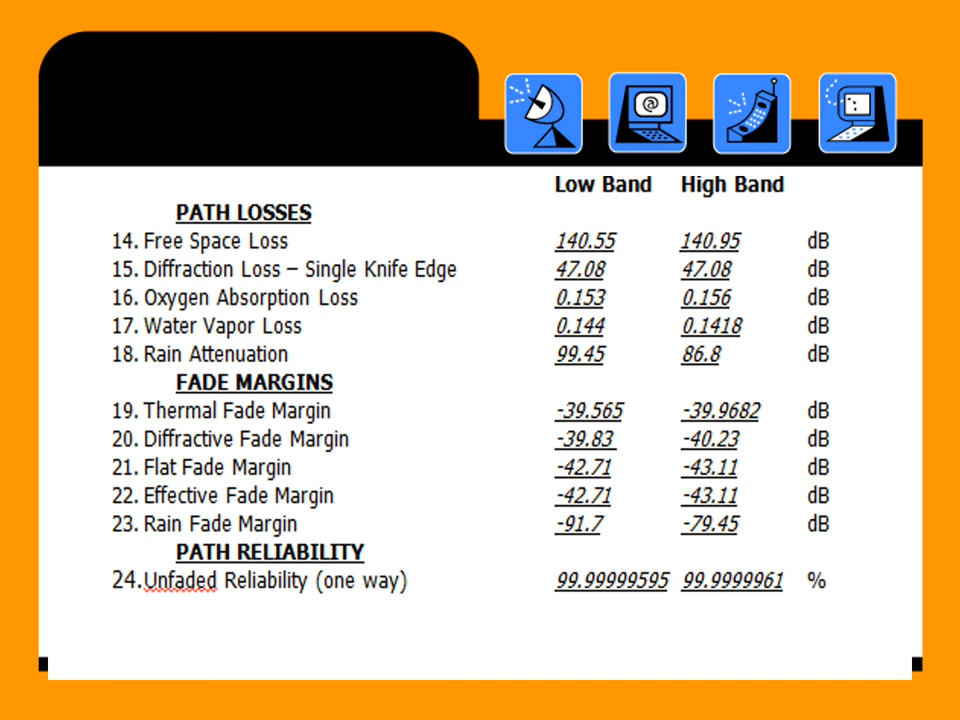 Low Band High Band
PATH LOSSES
14. Free Space Loss 140.55 140.95 dB
15. Diffraction Loss – Single Knife Edge 47.08 47.08 dB
16. Oxygen Absorption Loss 0.153 0.156 dB
17. Water Vapor Loss 0.144 0.1418 dB
18. Rain Attenuation 99.45 86.8 dB
FADE MARGINS
19. Thermal Fade Margin -39.565 -39.9682 dB
20. Diffractive Fade Margin -39.83 -40.23 dB
21. Flat Fade Margin -42.71 -43.11 dB
22. Effective Fade Margin -42.71 -43.11 dB
23. Rain Fade Margin -91.7 -79.45 dB
PATH RELIABILITY
24. Unfaded Reliability (one way) 99.99999595 99.9999961 %